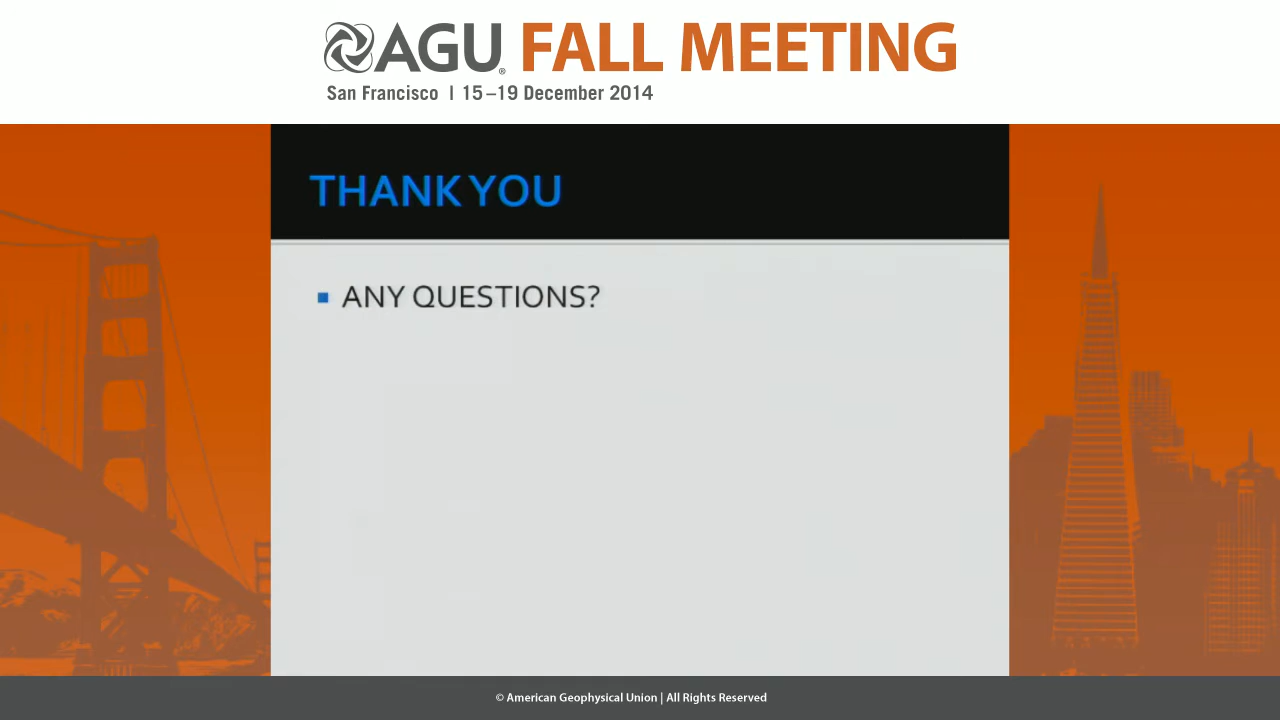 AGU® FALL MEETING
San Francisco | 15–19 December 2014
THANK YOU
▪ ANY QUESTIONS?
© American Geophysical Union | All Rights Reserved